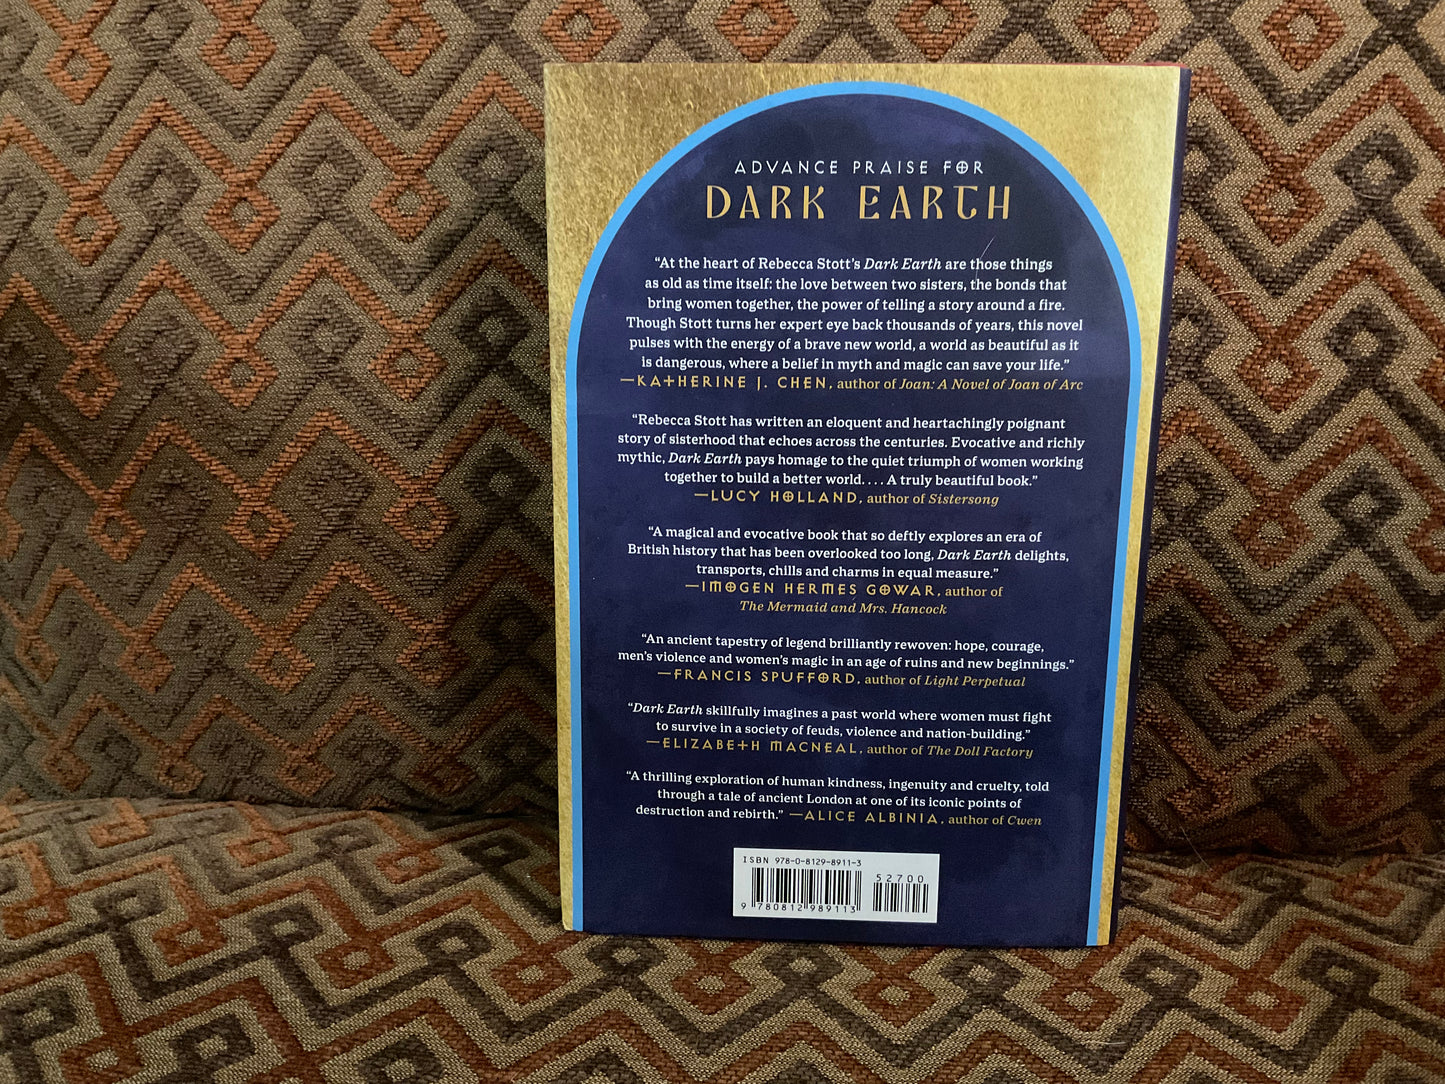 ADVANCE PRAISE FOR
DARK EARTH
“At the heart of Rebecca Stott’s Dark Earth are those things
as old as time itself: the love between two sisters, the bonds that
bring women together, the power of telling a story around a fire.
Though Stott turns her expert eye back thousands of years, this novel
pulses with the energy of a brave new world, a world as beautiful as it
is dangerous, where a belief in myth and magic can save your life.”
—KATHERINE J. CHEN, author of Joan: A Novel of Joan of Arc
“Rebecca Stott has written an eloquent and heartachingly poignant
story of sisterhood that echoes across the centuries. Evocative and richly
mythic, Dark Earth pays homage to the quiet triumph of women working
together to build a better world. . . . A truly beautiful book.”
—LUCY HOLLAND, author of Sistersong
“A magical and evocative book that so deftly explores an era of
British history that has been overlooked too long, Dark Earth delights,
transports, chills and charms in equal measure.”
—IMOGEN HERMES GOWAR, author of
The Mermaid and Mrs. Hancock
“An ancient tapestry of legend brilliantly rewoven: hope, courage,
men’s violence and women’s magic in an age of ruins and new beginnings.”
—FRANCIS SPUFFORD, author of Light Perpetual
“Dark Earth skillfully imagines a past world where women must fight
to survive in a society of feuds, violence and nation-building.”
—ELIZABETH MACNEAL, author of The Doll Factory
“A thrilling exploration of human kindness, ingenuity and cruelty, told
through a tale of ancient London at one of its iconic points of
destruction and rebirth.” —ALICE ALBINIA, author of Cwen
ISBN 978-0-8129-8911-3
52700
9 780812 989113